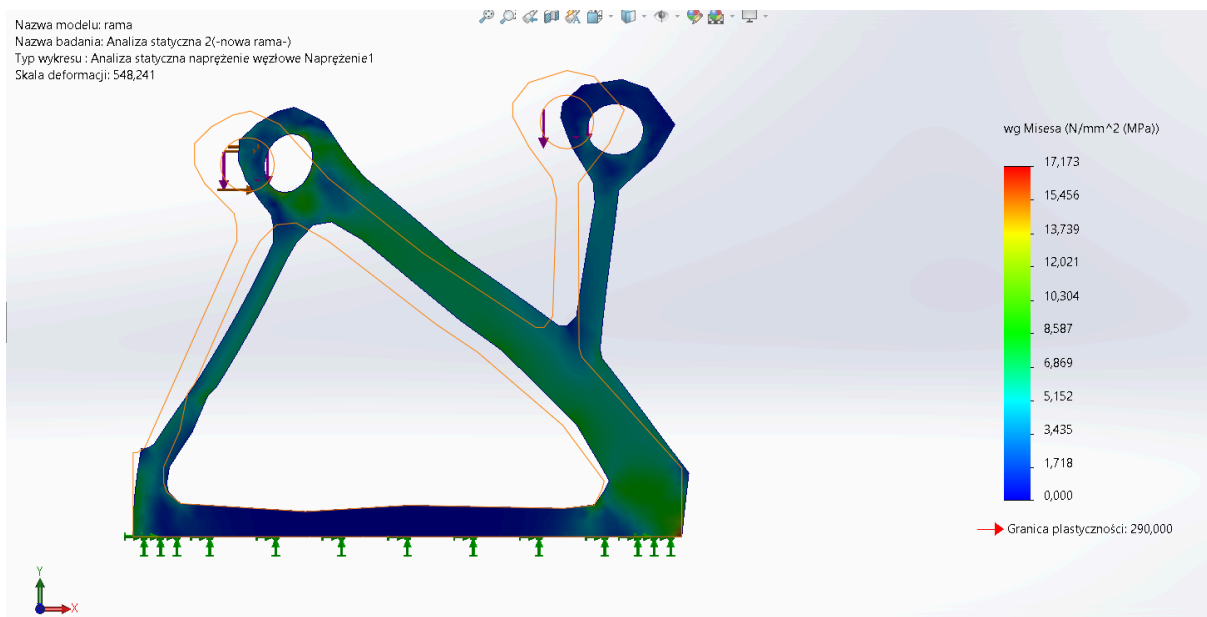 Nazwa modelu: rama
Nazwa badania: Analiza statyczna 2(-nowa rama-)
Typ wykresu : Analiza statyczna naprężenie węzłowe Naprężenie1
Skala deformacji: 548,241
wg Misesa (N/mm^2 (MPa))
17,173
15,456
13,739
12,021
10,304
8,587
6,869
5,152
3,435
1,718
0,000
Granica plastyczności: 290,000
Y
X